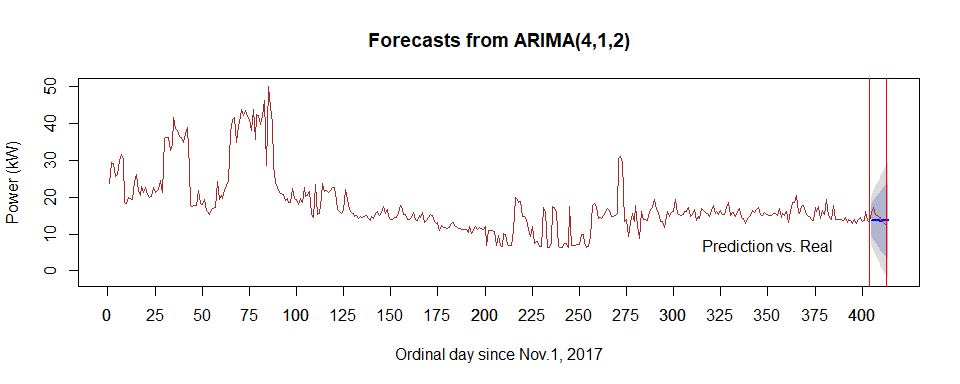 Forecasts from ARIMA(4,1,2)
Power (kW)
50
40
30
20
10
0
Prediction vs. Real
0 25 50 75 100 125 150 175 200 225 250 275 300 325 350 375 400
Ordinal day since Nov.1, 2017